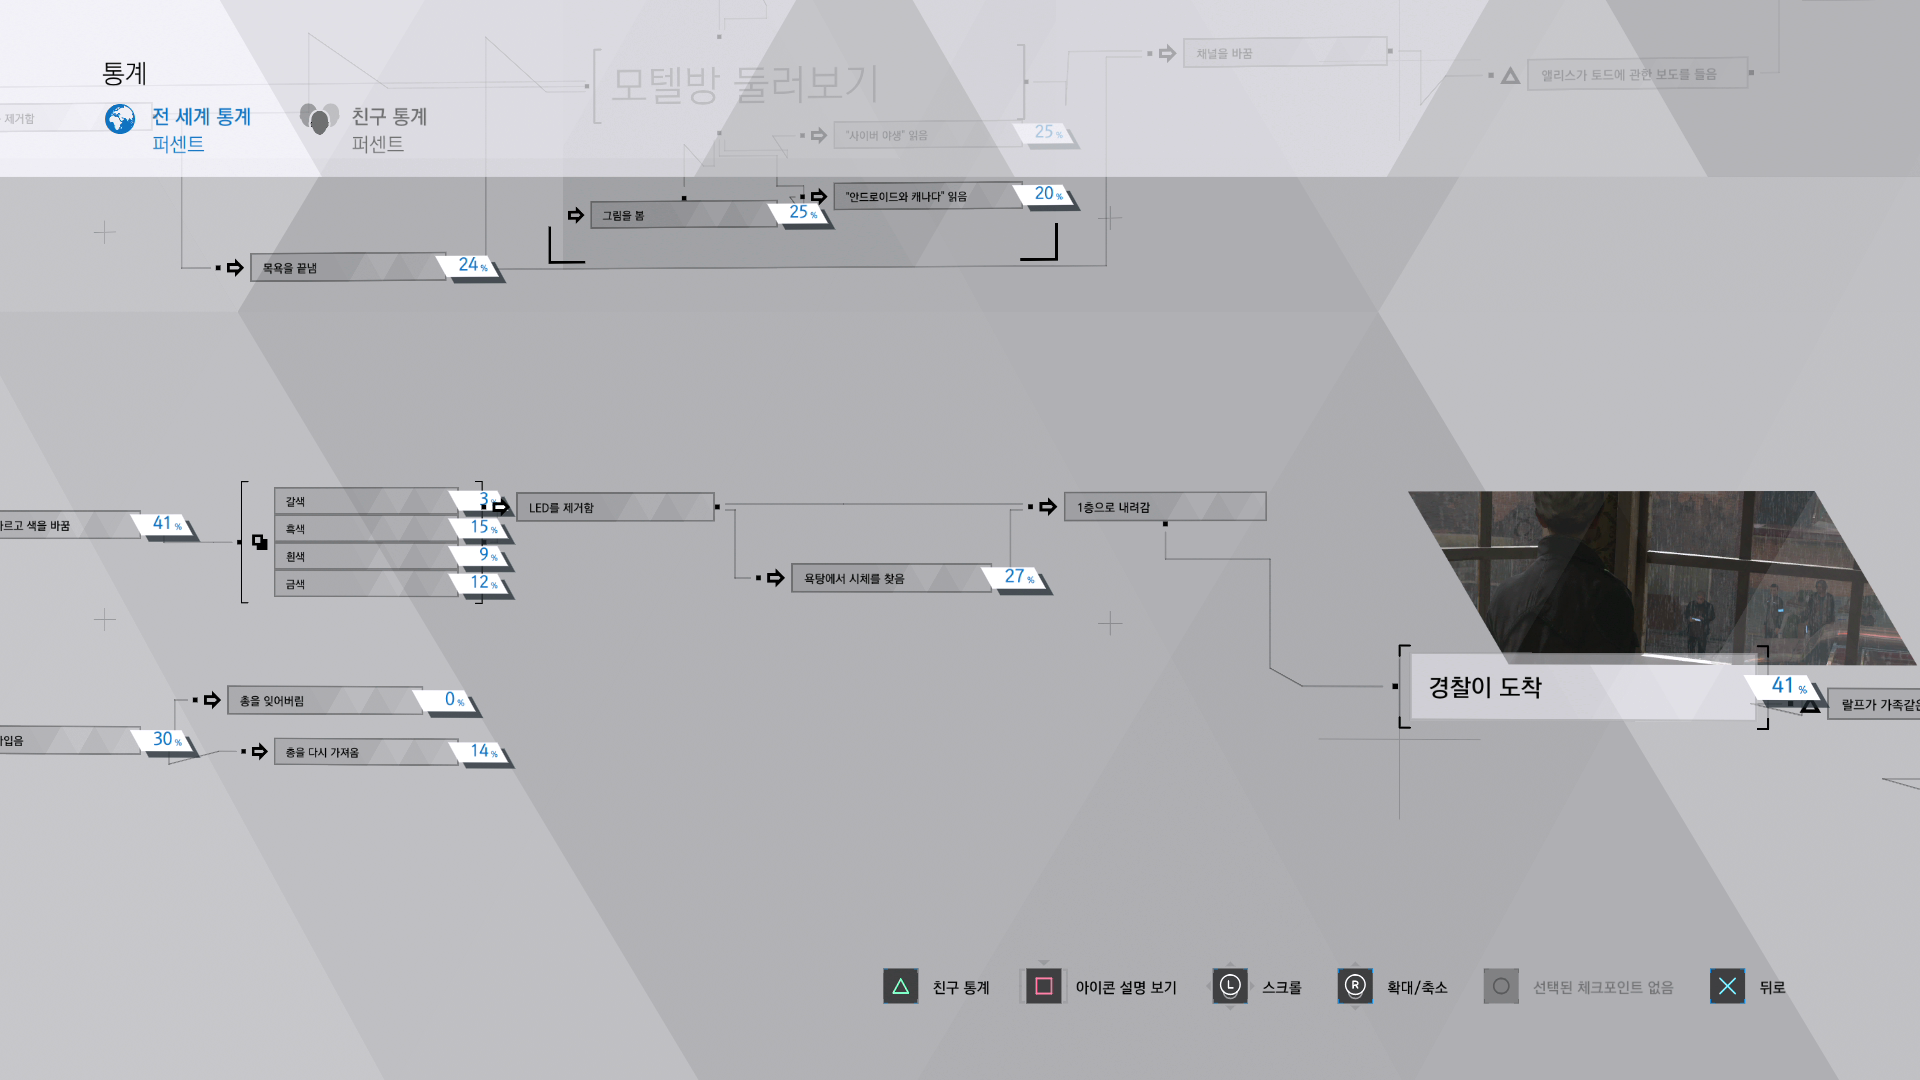 통계
전 세계 통계
퍼센트
친구 통계
퍼센트
모텔방 둘러보기
채널을 바꿈
앨리스가 토드에 관한 보도를 들음
제거함
"사이버 야생" 읽음
25%
"안드로이드와 캐나다" 읽음
20%
그림을 봄
25%
목욕을 끝냄
24%
르고 색을 바꿈
41%
갈색
3%
흑색
15%
흰색
9%
금색
12%
LED를 제거함
1층으로 내려감
욕탕에서 시체를 찾음
27%
총을 잊어버림
0%
입음
30%
총을 다시 가져옴
14%
경찰이 도착
41%
랄프가 가족같은
친구 통계
아이콘 설명 보기
L
스크롤
R
확대/축소
선택된 체크포인트 없음
뒤로